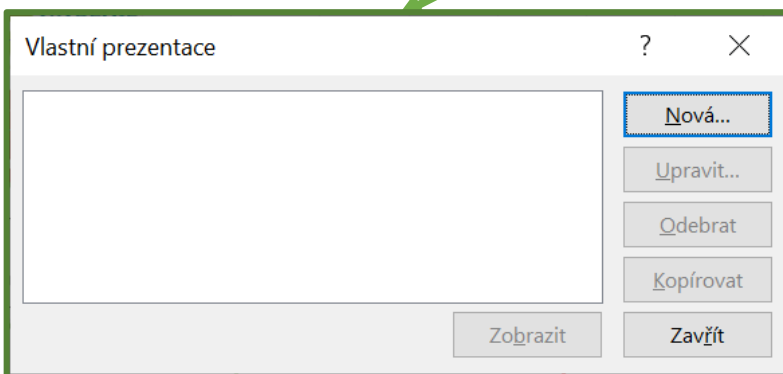 Vlastní prezentace ?
Nová...
Upravit...
Odebrat
Kopírovat
Zobrazit Zavřít